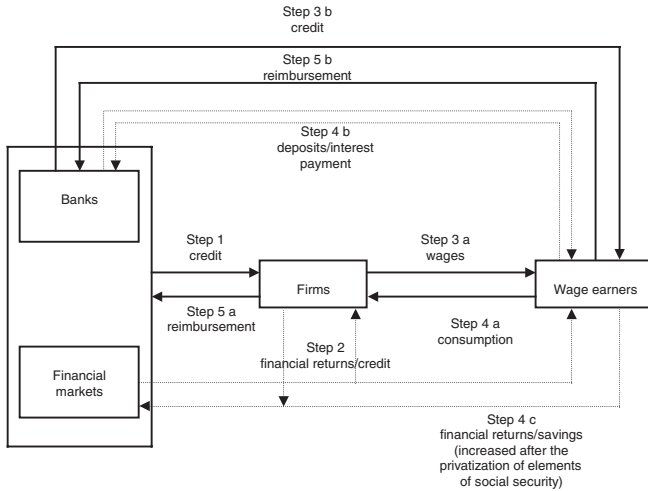 Step 3 b
credit
Step 5 b
reimbursement
Step 4 b
deposits/interest
payment
Banks
Step 1
credit
Step 3 a
wages
Firms
Wage earners
Step 5 a
reimbursement
Step 4 a
consumption
Step 2
financial returns/credit
Financial
markets
Step 4 c
financial returns/savings
(increased after the
privatization of elements
of social security)